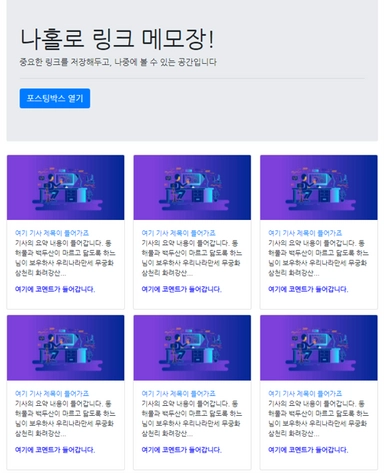 나홀로 링크 메모장!
중요한 링크를 저장해두고, 나중에 볼 수 있는 공간입니다
포스팅박스 열기
여기 기사 제목이 들어가죠
기사의 요약 내용이 들어갑니다. 동
해물과 백두산이 마르고 닳도록 하느
님이 보우하사 우리나라만세 무궁화
삼천리 화려강산...
여기에 코멘트가 들어갑니다.
여기 기사 제목이 들어가죠
기사의 요약 내용이 들어갑니다. 동
해물과 백두산이 마르고 닳도록 하느
님이 보우하사 우리나라만세 무궁화
삼천리 화려강산...
여기에 코멘트가 들어갑니다.
여기 기사 제목이 들어가죠
기사의 요약 내용이 들어갑니다. 동
해물과 백두산이 마르고 닳도록 하느
님이 보우하사 우리나라만세 무궁화
삼천리 화려강산...
여기에 코멘트가 들어갑니다.
여기 기사 제목이 들어가죠
기사의 요약 내용이 들어갑니다. 동
해물과 백두산이 마르고 닳도록 하느
님이 보우하사 우리나라만세 무궁화
삼천리 화려강산...
여기에 코멘트가 들어갑니다.
여기 기사 제목이 들어가죠
기사의 요약 내용이 들어갑니다. 동
해물과 백두산이 마르고 닳도록 하느
님이 보우하사 우리나라만세 무궁화
삼천리 화려강산...
여기에 코멘트가 들어갑니다.
여기 기사 제목이 들어가죠
기사의 요약 내용이 들어갑니다. 동
해물과 백두산이 마르고 닳도록 하느
님이 보우하사 우리나라만세 무궁화
삼천리 화려강산...
여기에 코멘트가 들어갑니다.